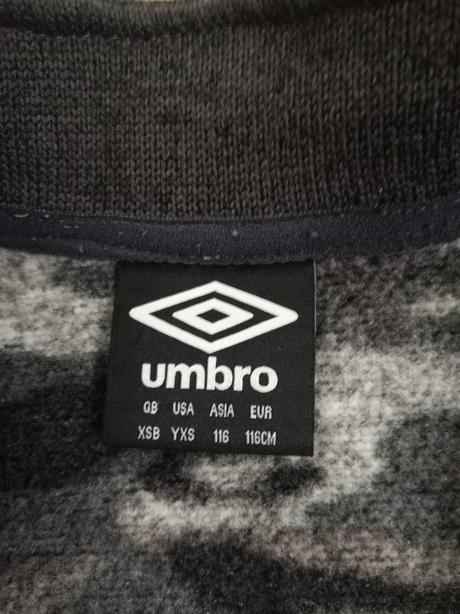 umbro
GB USA ASIA EUR
XSB YXS 116 116CM